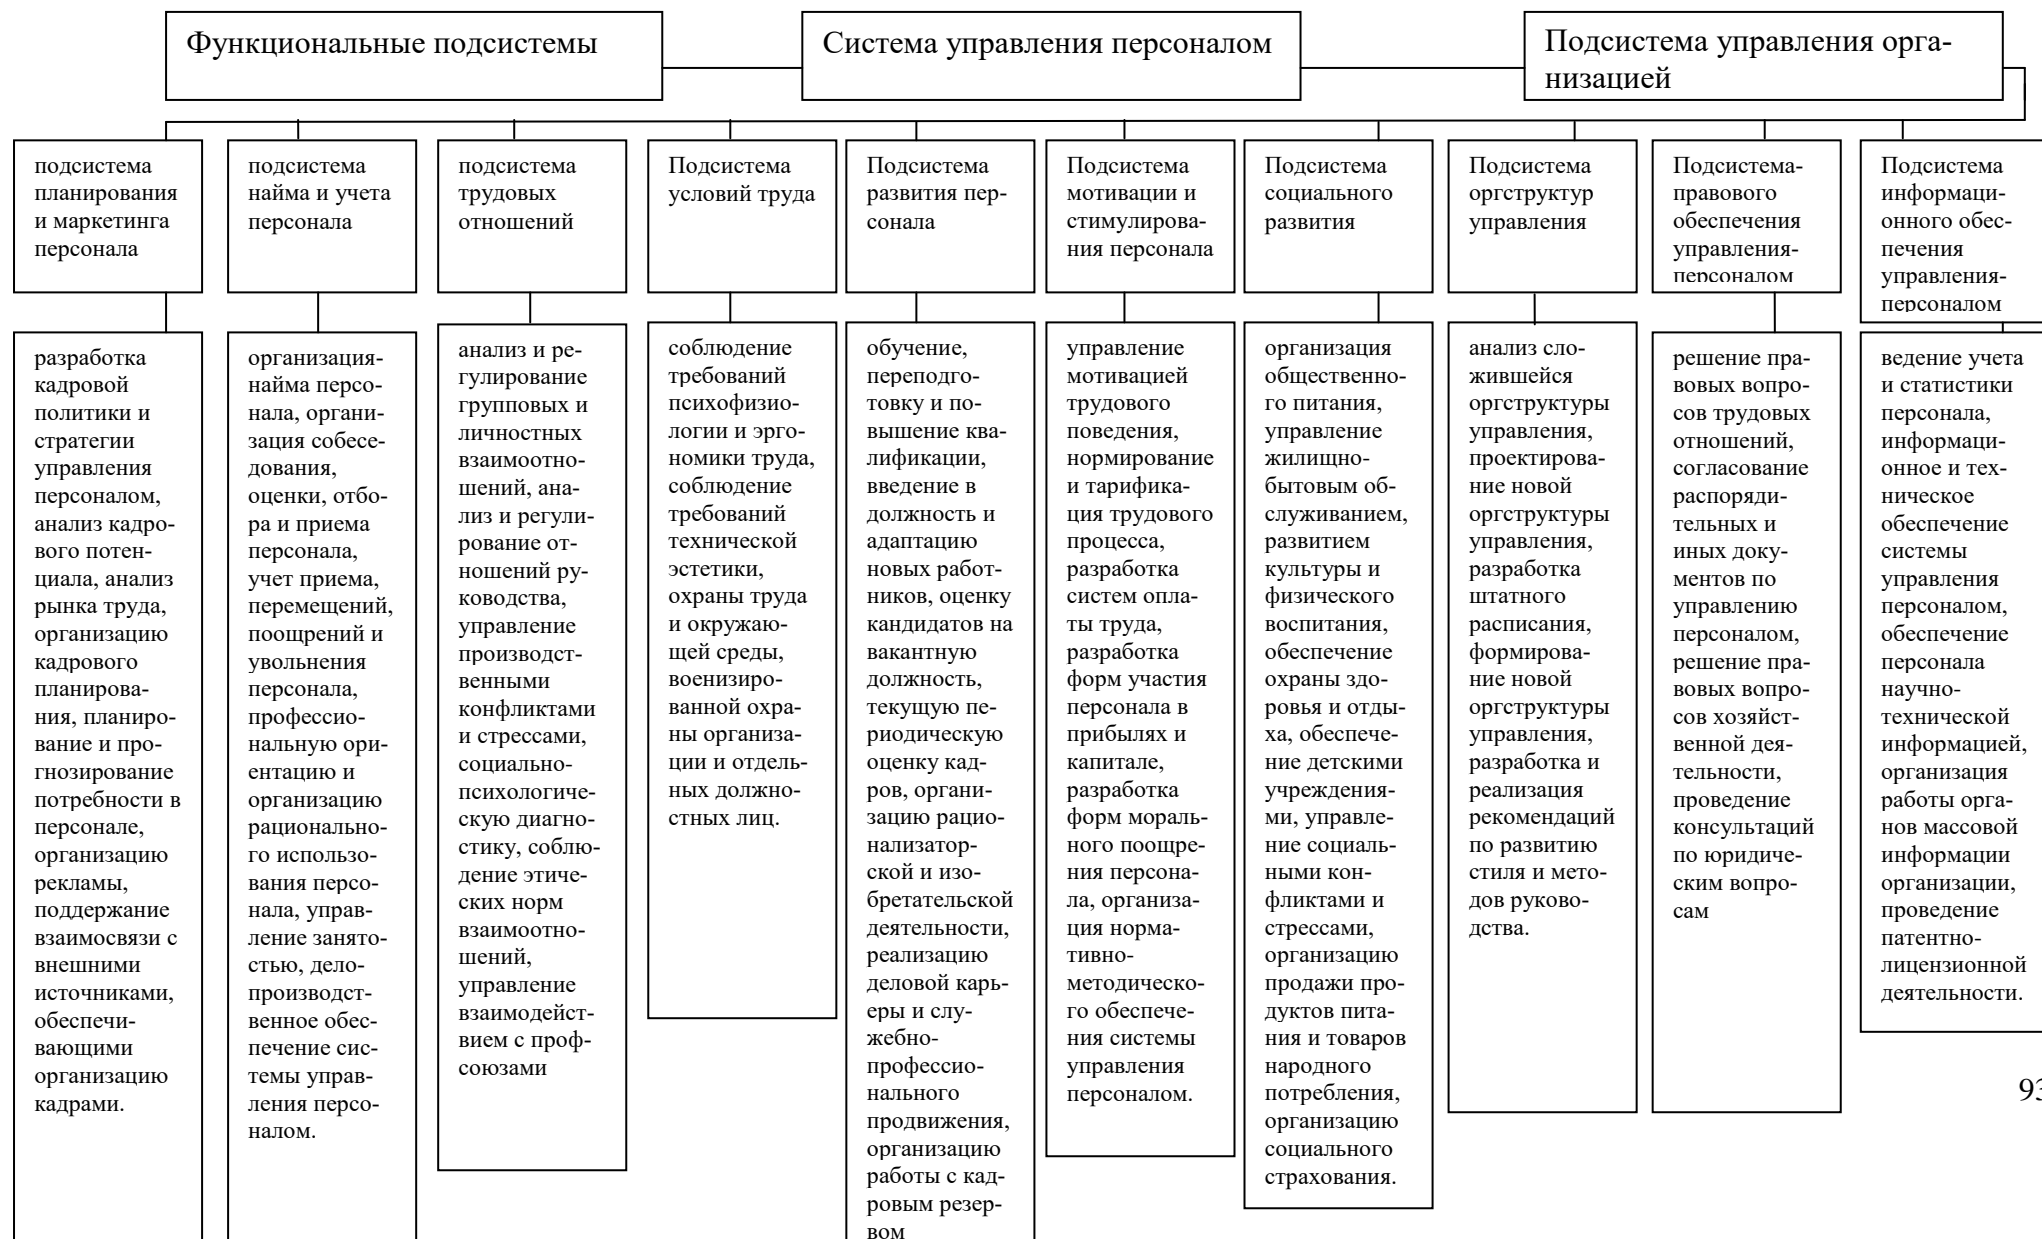 Функциональные подсистемы
Система управления персоналом
Подсистема управления орга-
низацией
подсистема
планирования
и маркетинга
персонала
подсистема
найма и учета
персонала
подсистема
трудовых
отношений
Подсистема
условий труда
Подсистема
развития пер-
сонала
Подсистема
мотивации и
стимулирова-
ния персонала
Подсистема
социального
развития
Подсистема
оргструктур
управления
Подсистема-
правового
обеспечения
управления-
персоналом
Подсистема
информаци-
онного обес-
печения
управления-
персоналом
разработка
кадровой
политики и
стратегии
управления
персоналом,
анализ кадро-
вого потен-
циала, анализ
рынка труда,
организацию
кадрового
планирова-
ния, планиро-
вание и про-
гнозирование
потребности в
персонале,
организацию
рекламы,
поддержание
взаимосвязи с
внешними
источниками,
обеспечи-
вающими
организацию
кадрами.
организация-
найма персо-
нала, органи-
зация собесе-
дования,
оценки, отбо-
ра и приема
персонала,
учет приема,
перемещений,
поощрений и
увольнения
персонала,
профессио-
нальную ори-
ентацию и
организацию
рационально-
го использо-
вания персо-
нала, управ-
ление занято-
стью, дело-
производст-
венное обес-
печение сис-
темы управ-
ления персо-
налом.
анализ и ре-
гулирование
групповых и
личностных
взаимоотно-
шений, ана-
лиз и регули-
рование от-
ношений ру-
ководства,
управление
производст-
венными
конфликтами
и стрессами,
социально-
психологиче-
скую диагно-
стику, соблю-
дение этиче-
ских норм
взаимоотно-
шений,
управление
взаимодейст-
вием с проф-
союзами
соблюдение
требований
психофизио-
логии и эрго-
номики труда,
соблюдение
требований
технической
эстетики,
охраны труда
и окружаю-
щей среды,
военизиро-
ванной охра-
ны организа-
ции и отдель-
ных должно-
стных лиц.
обучение,
переподго-
товку и по-
вышение ква-
лификации,
введение в
должность и
адаптацию
новых работ-
ников, оценку
кандидатов на
вакантную
должность,
текущую пе-
риодическую
оценку кад-
ров, органи-
зацию рацио-
нализатор-
ской и изо-
бретательской
деятельности,
реализацию
деловой карь-
еры и слу-
жебно-
профессио-
нального
продвижения,
организацию
работы с кад-
ровым резер-
вом
управление
мотивацией
трудового
поведения,
нормирование
и тарифика-
ция трудового
процесса,
разработка
систем опла-
ты труда,
разработка
форм участия
персонала в
прибылях и
капитале,
разработка
форм мораль-
ного поощре-
ния персона-
ла, организа-
ция норма-
тивно-
методическо-
го обеспече-
ния системы
управления
персоналом.
организация
общественно-
го питания,
управление
жилищно-
бытовым об-
служиванием,
развитием
культуры и
физического
воспитания,
обеспечение
охраны здо-
ровья и отды-
ха, обеспече-
ние детскими
учреждения-
ми, управле-
ние социаль-
ными кон-
фликтами и
стрессами,
организацию
продажи про-
дуктов пита-
ния и товаров
народного
потребления,
организацию
социального
страхования.
анализ сло-
жившейся
оргструктуры
управления,
проектирова-
ние новой
оргструктуры
управления,
разработка
штатного
расписания,
формирова-
ние новой
оргструктуры
управления,
разработка и
реализация
рекомендаций
по развитию
стиля и мето-
дов руково-
дства.
решение пра-
вовых вопро-
сов трудовых
отношений,
согласование
распоряди-
тельных и
иных доку-
ментов по
управлению
персоналом,
решение пра-
вовых вопро-
сов хозяйст-
венной дея-
тельности,
проведение
консультаций
по юридиче-
ским вопро-
сам
ведение учета
и статистики
персонала,
информаци-
онное и тех-
ническое
обеспечение
системы
управления
персоналом,
обеспечение
персонала
научно-
технической
информацией,
организация
работы орга-
нов массовой
информации
организации,
проведение
патентно-
лицензионной
деятельности.
93